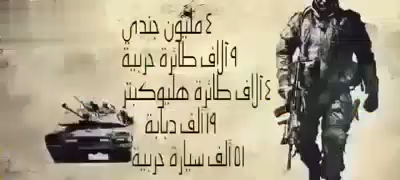 ٤ مليون جندي
٩ آلاف طائرة حربية
٤ آلاف طائرة هليوكبتر
١٩ ألف دبابة
٥١ ألف سيارة حربية